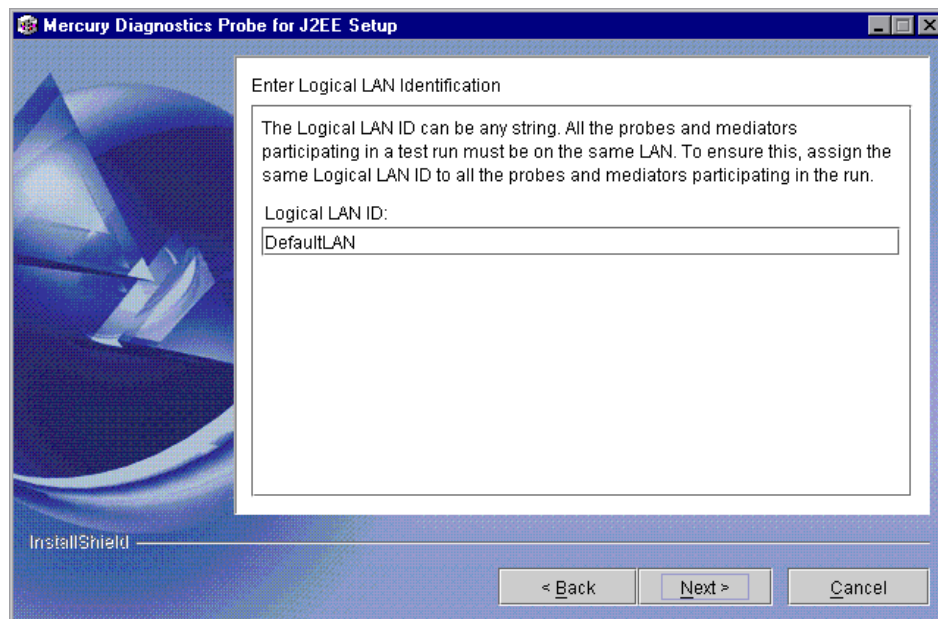 Mercury Diagnostics Probe for J2EE Setup
Enter Logical LAN Identification
The Logical LAN ID can be any string. All the probes and mediators
participating in a test run must be on the same LAN. To ensure this, assign the
same Logical LAN ID to all the probes and mediators participating in the run.
Logical LAN ID:
DefaultLAN
InstallShield
< Back
Next >
Cancel